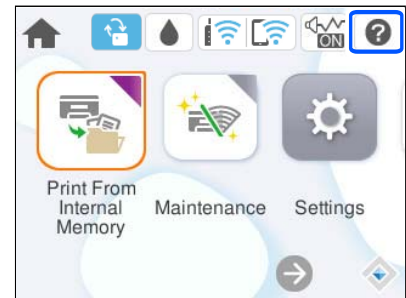 ON
?
Print From
Internal
Memory
Maintenance
Settings